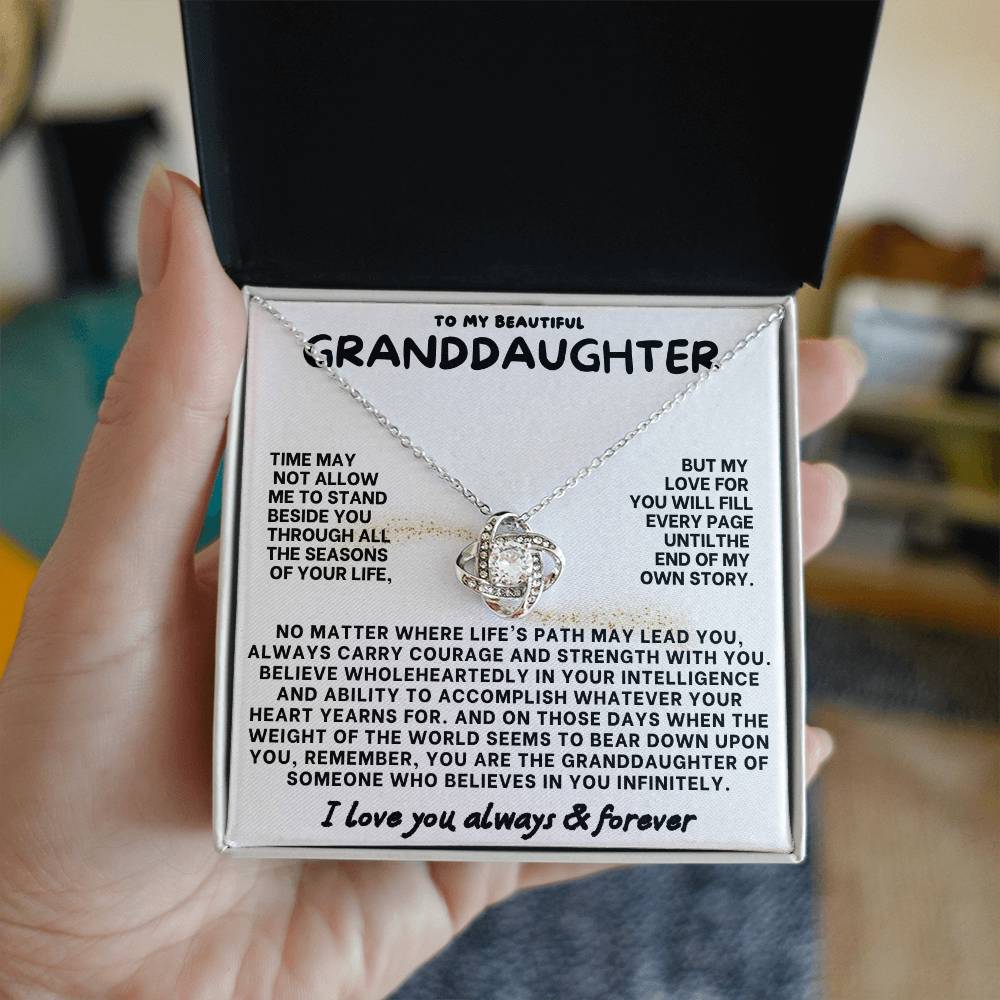 TO MY BEAUTIFUL
GRANDDAUGHTER
TIME MAY
NOT ALLOW
ME TO STAND
BESIDE YOU
THROUGH ALL
THE SEASONS
OF YOUR LIFE,
BUT MY
LOVE FOR
YOU WILL FILL
EVERY PAGE
UNTILTHE
END OF MY
OWN STORY.
NO MATTER WHERE LIFE'S PATH MAY LEAD YOU,
ALWAYS CARRY COURAGE AND STRENGTH WITH YOU.
BELIEVE WHOLEHEARTEDLY IN YOUR INTELLIGENCE
AND ABILITY TO ACCOMPLISH WHATEVER YOUR
HEART YEARNS FOR. AND ON THOSE DAYS WHEN THE
WEIGHT OF THE WORLD SEEMS TO BEAR DOWN UPON
YOU, REMEMBER, YOU ARE THE GRANDDAUGHTER OF
SOMEONE WHO BELIEVES IN YOU INFINITELY.
I love you always & forever